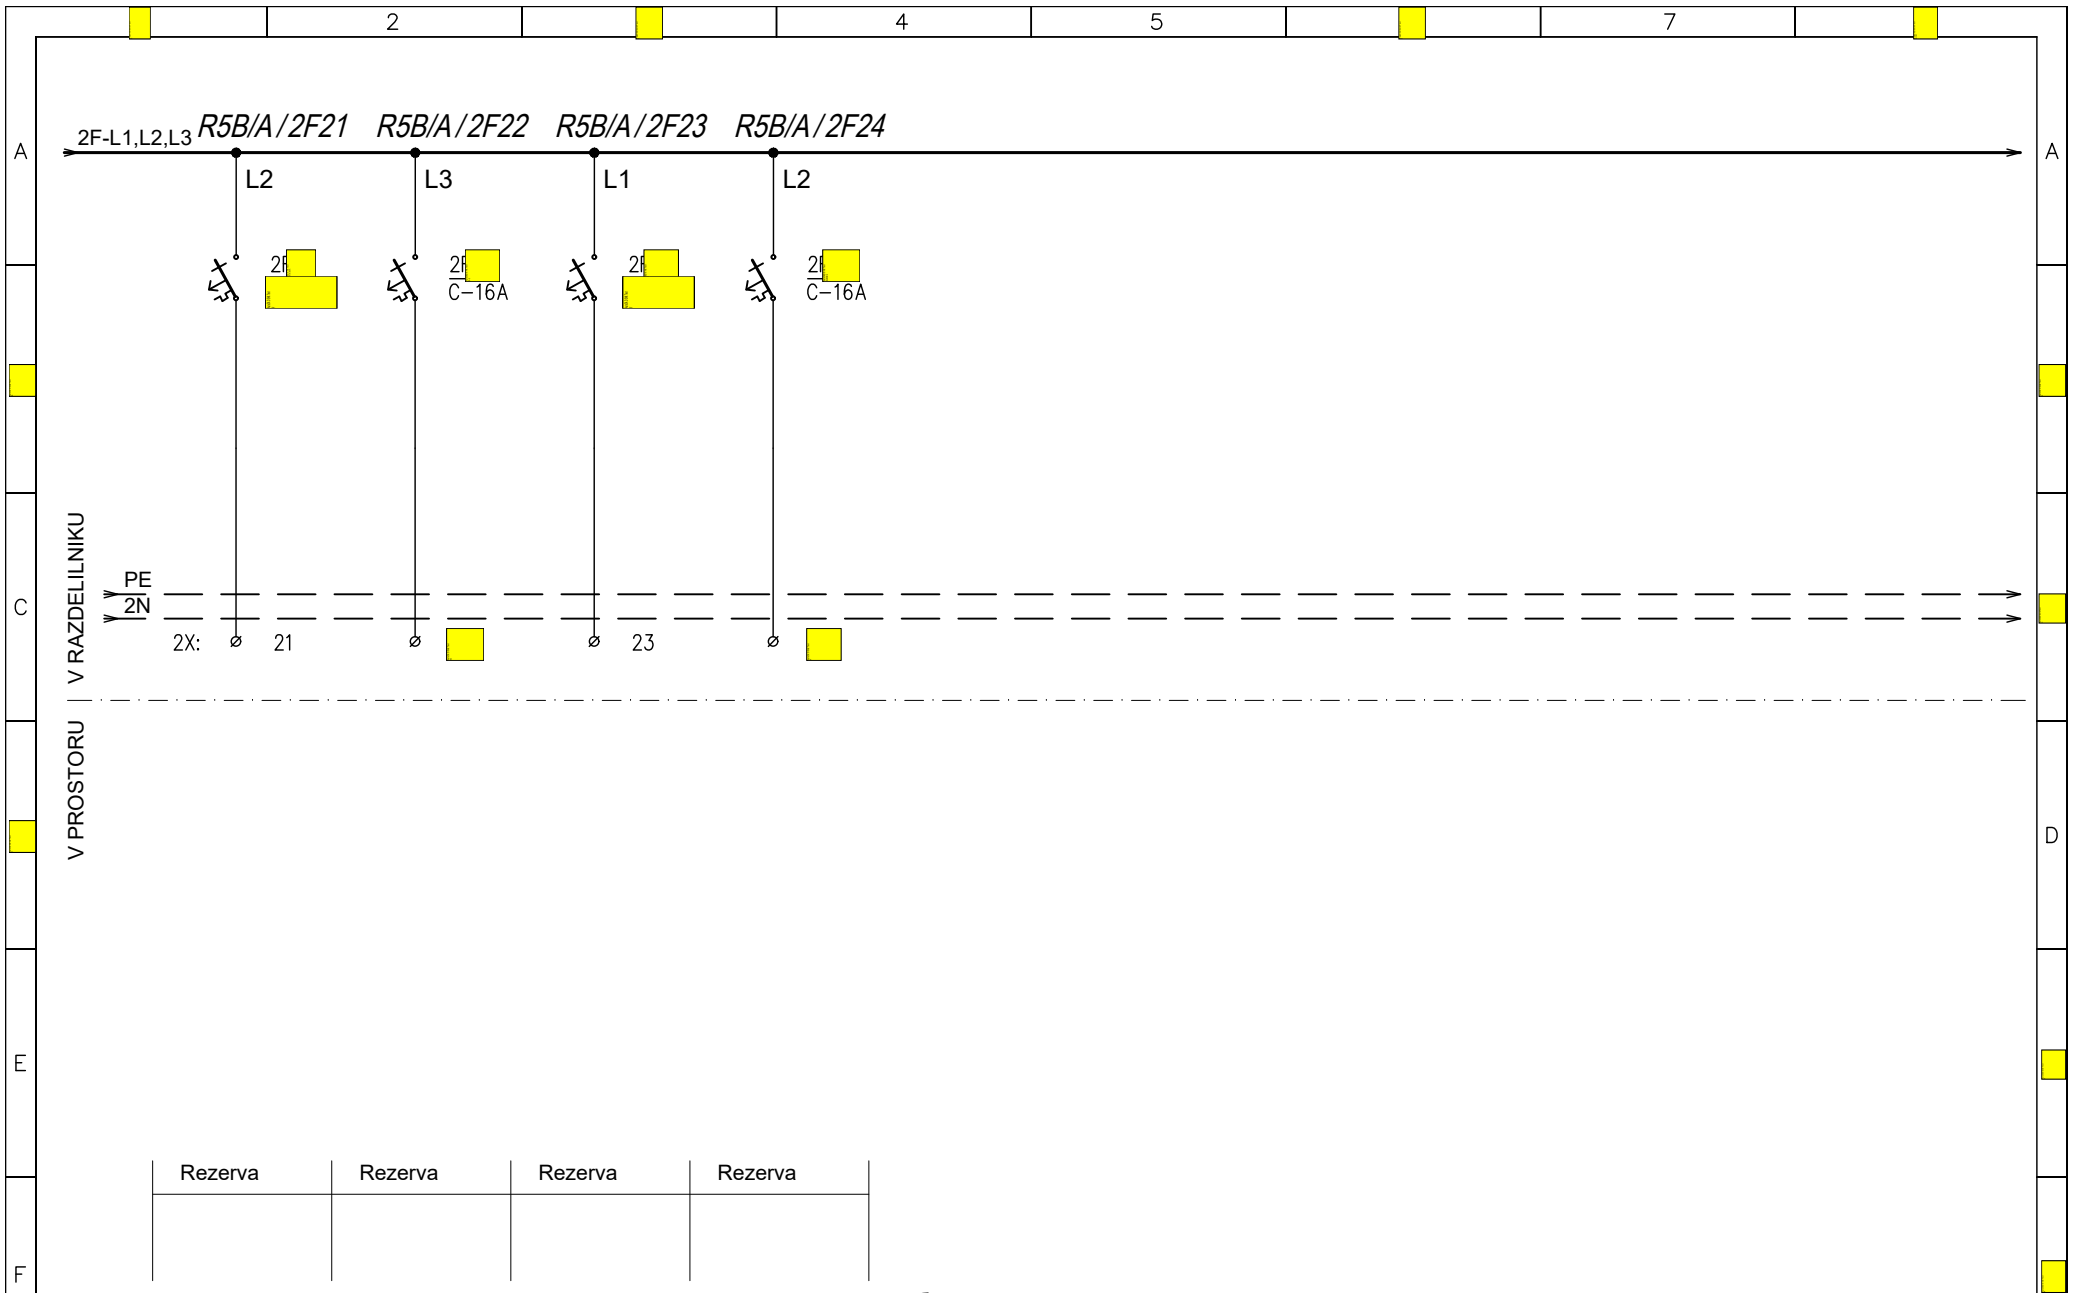 2 4 5 7
R5B/A/2F21 R5B/A/2F22 R5B/A/2F23 R5B/A/2F24
2F-L1,L2,L3
A A
L2 L3 L1 L2
C-16A C-16A
V RAZDELILNIKU
PE
2N
C
2X: 21 23
V PROSTORU
D
E
Rezerva Rezerva Rezerva Rezerva
F